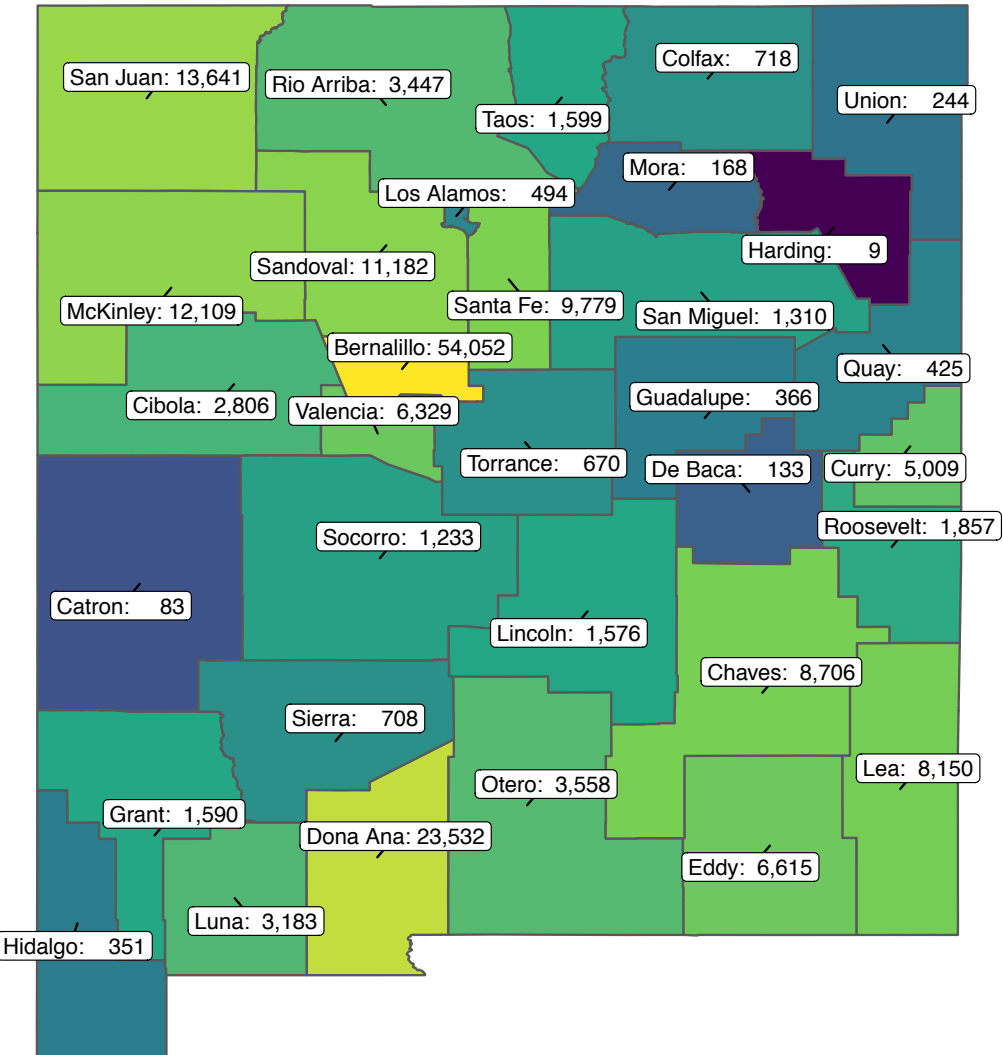 Colfax: 718
San Juan: 13,641
Rio Arriba: 3,447
Union: 244
Taos: 1,599
Mora: 168
Los Alamos: 494
Harding: 9
Sandoval: 11,182
Santa Fe: 9,779
McKinley: 12,109
San Miguel: 1,310
Bernalillo: 54,052
Quay: 425
Guadalupe: 366
Cibola: 2,806
Valencia: 6,329
Torrance: 670
De Baca: 133
Curry: 5,009
Roosevelt: 1,857
Socorro: 1,233
Catron: 83
Lincoln: 1,576
Chaves: 8,706
Sierra: 708
Lea: 8,150
Otero: 3,558
Grant: 1,590
Dona Ana: 23,532
Eddy: 6,615
Luna: 3,183
Hidalgo: 351